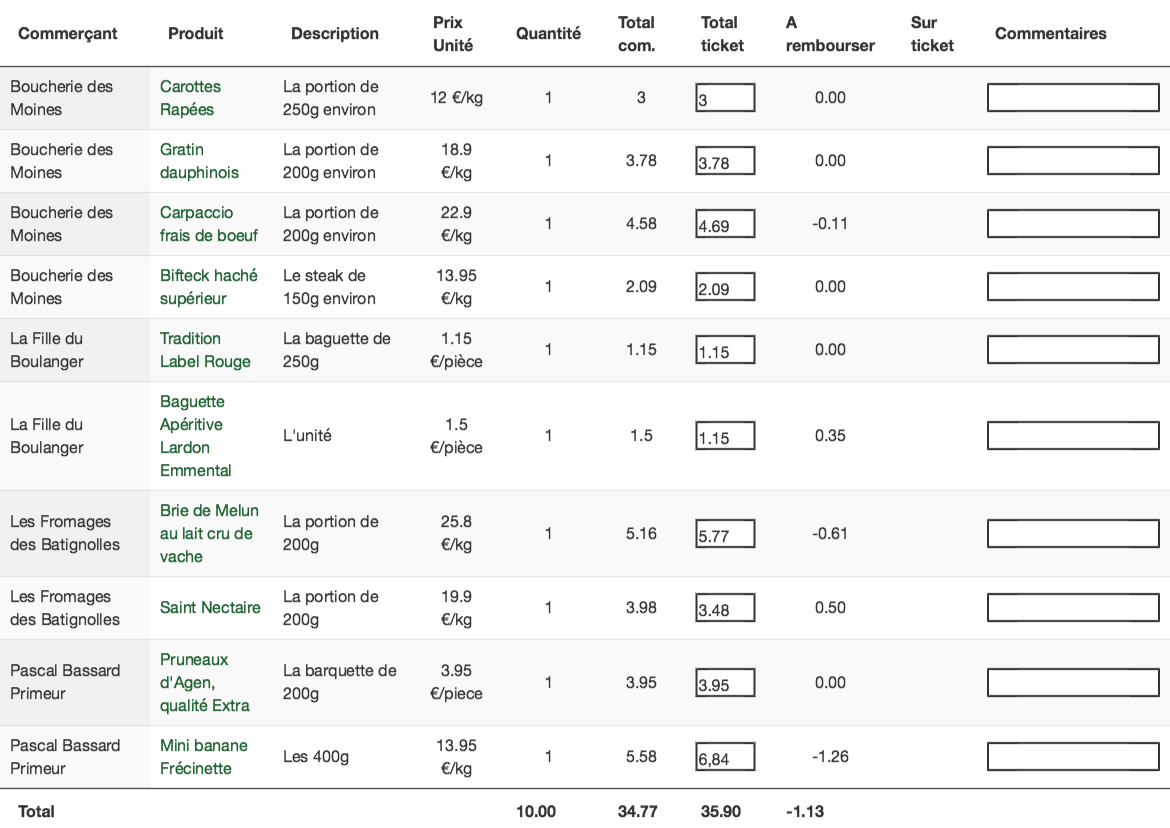 Commerçant Produit Description Prix Unité Quantité Total com. Total ticket A rembourser Sur ticket Commentaires
Boucherie des Moines Carottes Rapées La portion de 250g environ 12 €/kg 1 3 3 0.00
Boucherie des Moines Gratin dauphinois La portion de 200g environ 18.9 €/kg 1 3.78 3.78 0.00
Boucherie des Moines Carpaccio frais de boeuf La portion de 200g environ 22.9 €/kg 1 4.58 4.69 -0.11
Boucherie des Moines Bifteck haché supérieur Le steak de 150g environ 13.95 €/kg 1 2.09 2.09 0.00
La Fille du Boulanger Tradition Label Rouge La baguette de 250g 1.15 €/pièce 1 1.15 1.15 0.00
La Fille du Boulanger Baguette Apéritive Lardon Emmental L'unité 1.5 €/pièce 1 1.5 1.15 0.35
Les Fromages des Batignolles Brie de Melun au lait cru de vache La portion de 200g 25.8 €/kg 1 5.16 5.77 -0.61
Les Fromages des Batignolles Saint Nectaire La portion de 200g 19.9 €/kg 1 3.98 3.48 0.50
Pascal Bassard Primeur Pruneaux d'Agen, qualité Extra La barquette de 200g 3.95 €/piece 1 3.95 3.95 0.00
Pascal Bassard Primeur Mini banane Frécinette Les 400g 13.95 €/kg 1 5.58 6,84 -1.26
Total 10.00 34.77 35.90 -1.13